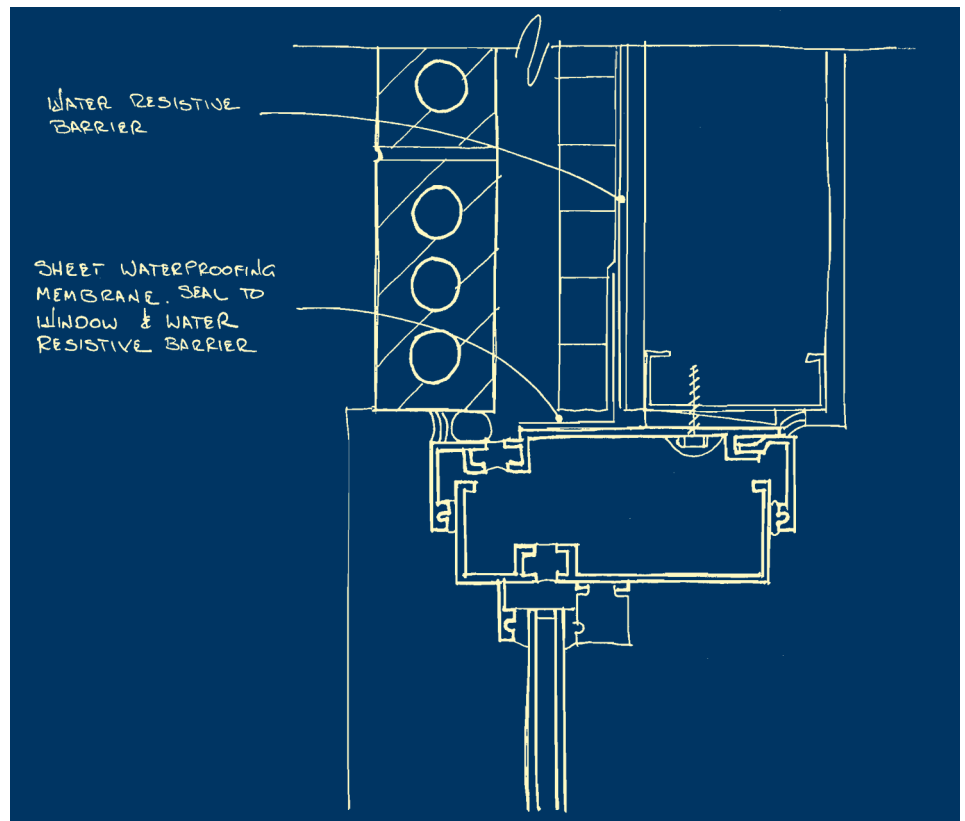 WATER RESISTIVE
BARRIER
SHEET WATERPROOFING
MEMBRANE. SEAL TO
WINDOW & WATER
RESISTIVE BARRIER